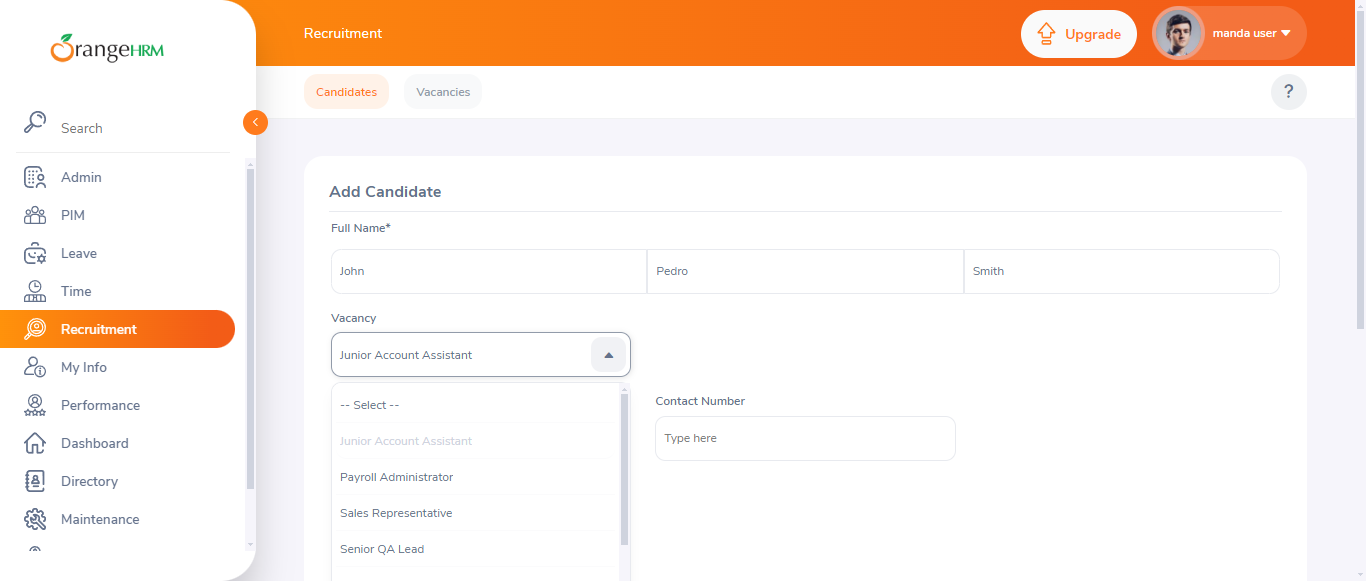 OrangeHRM
Search
Admin
PIM
Leave
Time
Recruitment
My Info
Performance
Dashboard
Directory
Maintenance
Recruitment
Upgrade
manda user
Candidates
Vacancies
?
Add Candidate
Full Name*
John
Pedro
Smith
Vacancy
Junior Account Assistant
-- Select --
Junior Account Assistant
Payroll Administrator
Sales Representative
Senior QA Lead
Contact Number
Type here